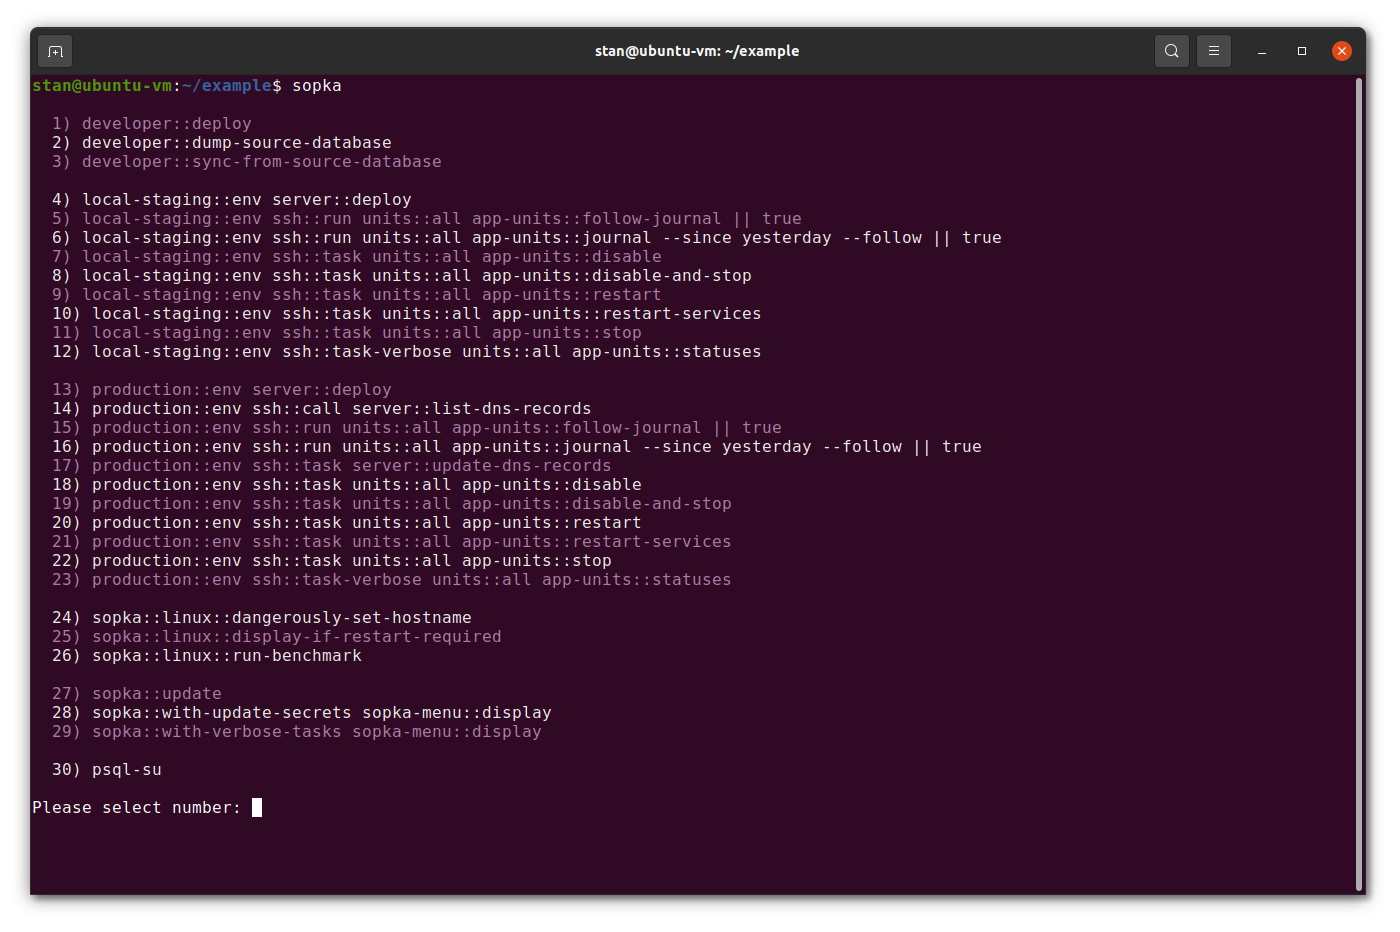 stan@ubuntu-vm: ~/example
stan@ubuntu-vm:~/example$ sopka
1) developer::deploy
2) developer::dump-source-database
3) developer::sync-from-source-database
4) local-staging::env server::deploy
5) local-staging::env ssh::run units::all app-units::follow-journal || true
6) local-staging::env ssh::run units::all app-units::journal --since yesterday --follow || true
7) local-staging::env ssh::task units::all app-units::disable
8) local-staging::env ssh::task units::all app-units::disable-and-stop
9) local-staging::env ssh::task units::all app-units::restart
10) local-staging::env ssh::task units::all app-units::restart-services
11) local-staging::env ssh::task units::all app-units::stop
12) local-staging::env ssh::task-verbose units::all app-units::statuses
13) production::env server::deploy
14) production::env ssh::call server::list-dns-records
15) production::env ssh::run units::all app-units::follow-journal || true
16) production::env ssh::run units::all app-units::journal --since yesterday --follow || true
17) production::env ssh::task server::update-dns-records
18) production::env ssh::task units::all app-units::disable
19) production::env ssh::task units::all app-units::disable-and-stop
20) production::env ssh::task units::all app-units::restart
21) production::env ssh::task units::all app-units::restart-services
22) production::env ssh::task units::all app-units::stop
23) production::env ssh::task-verbose units::all app-units::statuses
24) sopka::linux::dangerously-set-hostname
25) sopka::linux::display-if-restart-required
26) sopka::linux::run-benchmark
27) sopka::update
28) sopka::with-update-secrets sopka-menu::display
29) sopka::with-verbose-tasks sopka-menu::display
30) psql-su
Please select number: